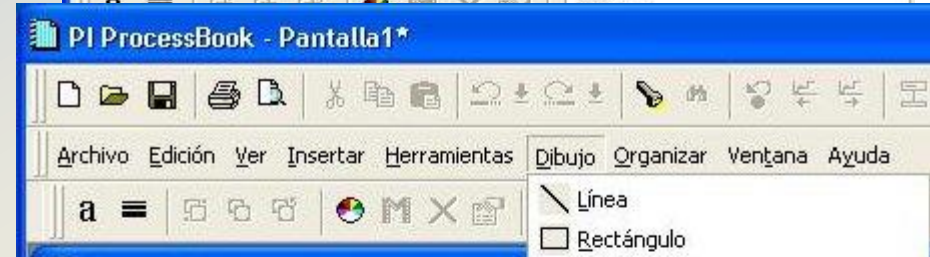 PI ProcessBook - Pantalla1*
Archivo Edición Ver Insertar Herramientas Dibujo Organizar Ventana Ayuda
a
Línea
Rectángulo